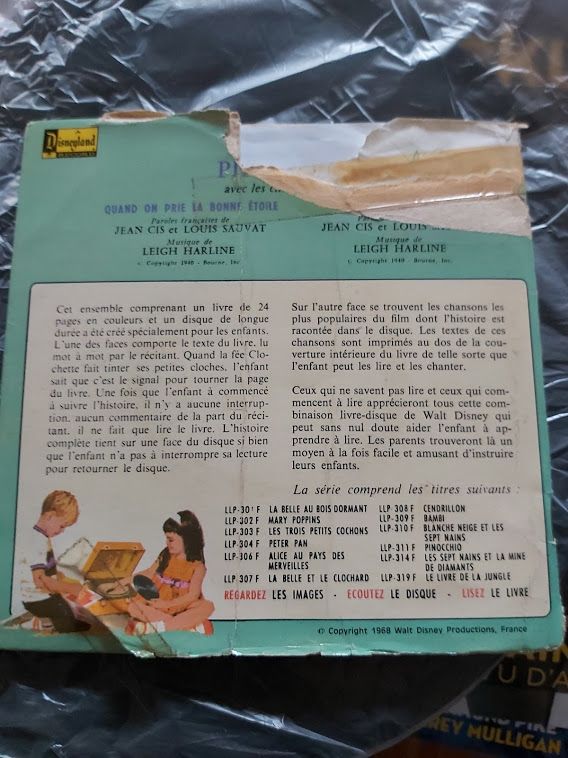 Disneyland
avec les
QUAND ON PRIE LA BONNE ÉTOILE
Paroles françaises de
JEAN CIS et LOUIS SAUVAT
JEAN CIS et LOUIS
Musique de
Musique de
LEIGH HARLINE
LEIGH HARLINE
c Copyright 1940 - Bourne, Inc.
c Copyright 1940 - Bourne, Inc.
Cet ensemble comprenant un livre de 24
pages en couleurs et un disque de longue
durée a été créé spécialement pour les enfants.
L'une des faces comporte le texte du livre, lu
mot à mot par le récitant. Quand la fée Clo-
chette fait tinter ses petites cloches, l'enfant
sait que c'est le signal pour tourner la page
du livre. Une fois que l'enfant a commencé
à suivre l'histoire, il n'y a aucune interrup-
tion, aucun commentaire de la part du réci-
tant, il ne fait que lire le livre. L'histoire
complète tient sur une face du disque si bien
que l'enfant n'a pas à interrompre sa lecture
pour retourner le disque.
Sur l'autre face se trouvent les chansons les
plus populaires du film dont l'histoire est
racontée dans le disque. Les textes de ces
chansons sont imprimés au dos de la cou-
verture intérieure du livre de telle sorte que
l'enfant peut les lire et les chanter.
Ceux qui ne savent pas lire et ceux qui com-
mencent à lire apprécieront tous cette com-
binaison livre-disque de Walt Disney qui
peut sans nul doute aider l'enfant à ap-
prendre à lire. Les parents trouveront là un
moyen à la fois facile et amusant d'instruire
leurs enfants.
La série comprend les titres suivants :
LLP-301 F LA BELLE AU BOIS DORMANT
LLP-302 F MARY POPPINS
LLP-303 F LES TROIS PETITS COCHONS
LLP-304 F PETER PAN
LLP-306 F ALICE AU PAYS DES
MERVEILLES
LLP-307 F LA BELLE ET LE CLOCHARD
LLP-308 F CENDRILLON
LLP-309 F BAMBI
LLP-310 F BLANCHE NEIGE ET LES
SEPT NAINS
LLP-311 F PINOCCHIO
LLP-314 F LES SEPT NAINS ET LA MINE
DE DIAMANTS
LLP-319 F LE LIVRE DE LA JUNGLE
REGARDEZ LES IMAGES - ECOUTEZ LE DISQUE - LISEZ LE LIVRE
© Copyright 1968 Walt Disney Productions, France
U D'A
REY MULLIGAN